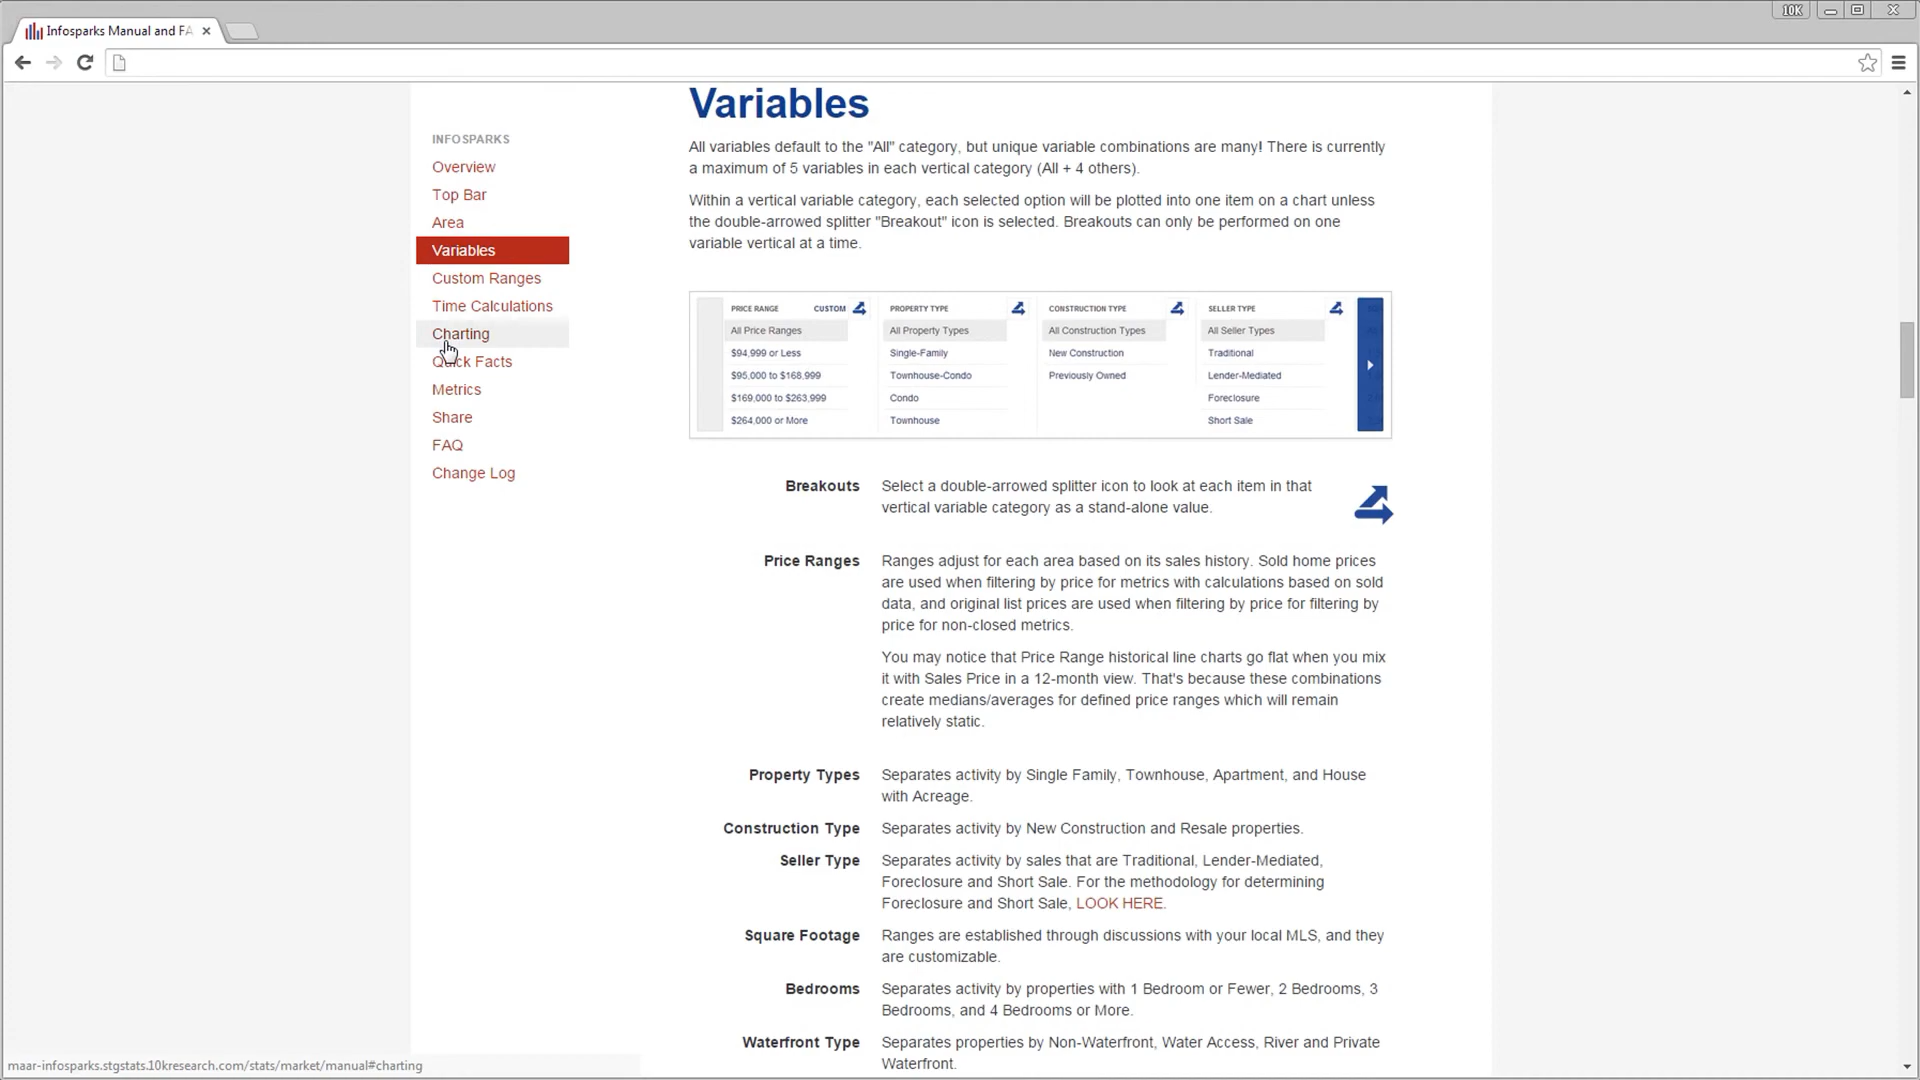 10K
Infosparks Manual and FA
Variables
INFOSPARKS
Overview
Top Bar
Area
Variables
Custom Ranges
Time Calculations
Charting
Quick Facts
Metrics
Share
FAQ
Change Log
All variables default to the "All" category, but unique variable combinations are many! There is currently
a maximum of 5 variables in each vertical category (All + 4 others).
Within a vertical variable category, each selected option will be plotted into one item on a chart unless
the double-arrowed splitter "Breakout" icon is selected. Breakouts can only be performed on one
variable vertical at a time.
PRICE RANGE CUSTOM PROPERTY TYPE CONSTRUCTION TYPE SELLER TYPE
All Price Ranges All Property Types All Construction Types All Seller Types
$94,999 or Less Single-Family New Construction Traditional
$95,000 to $168,999 Townhouse-Condo Previously Owned Lender-Mediated
$169,000 to $263,999 Condo Foreclosure
$264,000 or More Townhouse Short Sale
Breakouts Select a double-arrowed splitter icon to look at each item in that
vertical variable category as a stand-alone value.
Price Ranges Ranges adjust for each area based on its sales history. Sold home prices
are used when filtering by price for metrics with calculations based on sold
data, and original list prices are used when filtering by price for filtering by
price for non-closed metrics.
You may notice that Price Range historical line charts go flat when you mix
it with Sales Price in a 12-month view. That's because these combinations
create medians/averages for defined price ranges which will remain
relatively static.
Property Types Separates activity by Single Family, Townhouse, Apartment, and House
with Acreage.
Construction Type Separates activity by New Construction and Resale properties.
Seller Type Separates activity by sales that are Traditional, Lender-Mediated,
Foreclosure and Short Sale. For the methodology for determining
Foreclosure and Short Sale, LOOK HERE.
Square Footage Ranges are established through discussions with your local MLS, and they
are customizable.
Bedrooms Separates activity by properties with 1 Bedroom or Fewer, 2 Bedrooms, 3
Bedrooms, and 4 Bedrooms or More.
Waterfront Type Separates properties by Non-Waterfront, Water Access, River and Private
Waterfront.
maar-infosparks.stgstats.10kresearch.com/stats/market/manual#charting